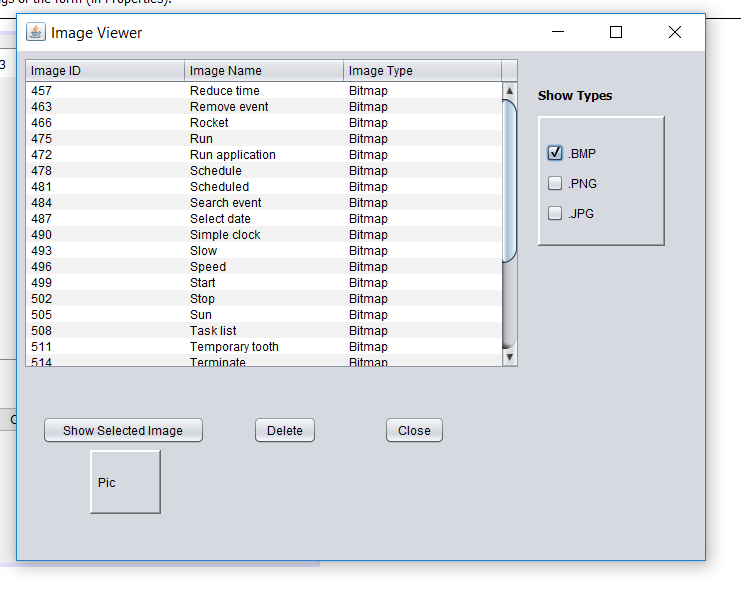 gs of the form (in Properties).
Image Viewer
3
Image ID Image Name Image Type
457 Reduce time Bitmap
463 Remove event Bitmap
466 Rocket Bitmap
475 Run Bitmap
472 Run application Bitmap
478 Schedule Bitmap
481 Scheduled Bitmap
484 Search event Bitmap
487 Select date Bitmap
490 Simple clock Bitmap
493 Slow Bitmap
496 Speed Bitmap
499 Start Bitmap
502 Stop Bitmap
505 Sun Bitmap
508 Task list Bitmap
511 Temporary tooth Bitmap
514 Terminate Bitmap
Show Types
.BMP
.PNG
.JPG
Show Selected Image Delete Close
Pic